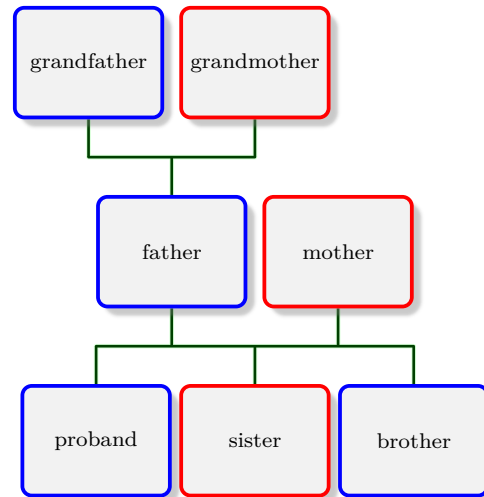 grandfather
grandmother
father
mother
proband
sister
brother